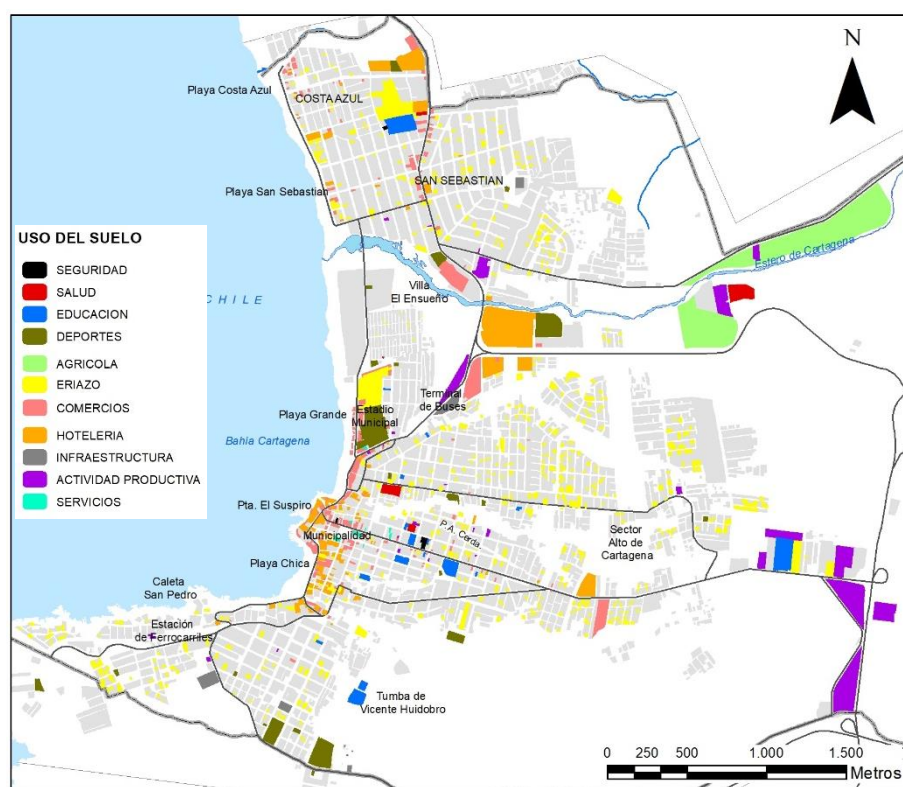 N
Playa Costa Azul
COSTA AZUL
SAN SEBASTIAN
Playa San Sebastian
USO DEL SUELO
SEGURIDAD
SALUD
EDUCACION
DEPORTES
AGRICOLA
ERIAZO
COMERCIOS
HOTELERIA
INFRAESTRUCTURA
ACTIVIDAD PRODUCTIVA
SERVICIOS
CHILE
Estero de Cartagena
Villa
El Ensueño
Terminal
de Buses
Playa Grande
Estadio
Municipal
Bahia Cartagena
Pta. El Suspiro
Municipalidad
P.A. Cerda.
Sector
Alto de
Cartagena
Playa Chica
Caleta
San Pedro
Estación
de Ferrocarriles
Tumba de
Vicente Huidobro
0 250 500 1.000 1.500
Metros